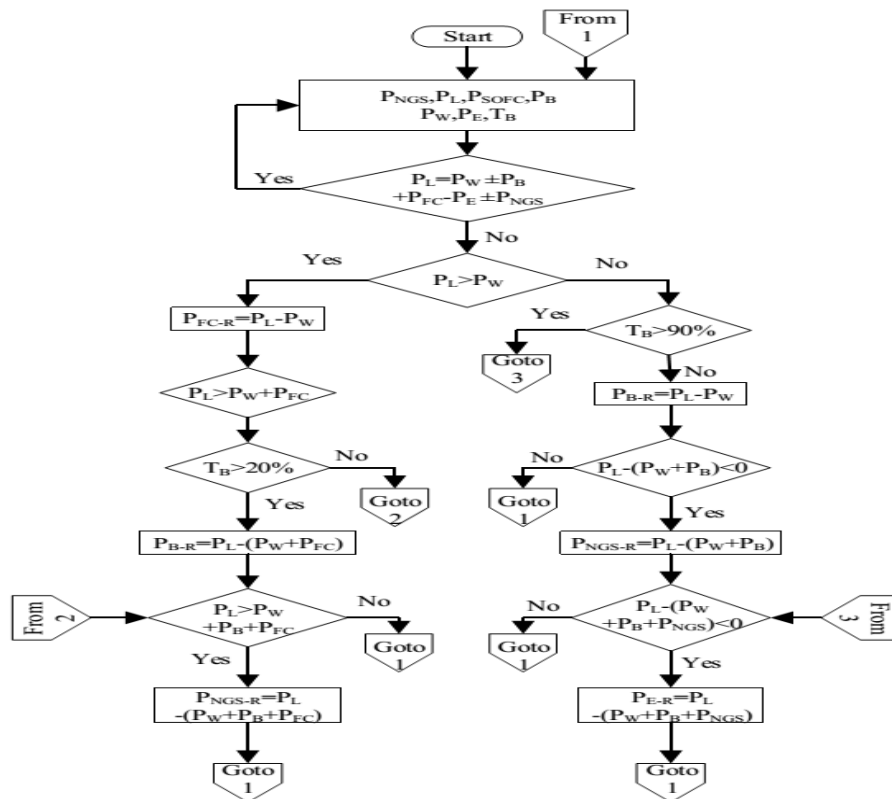 Start
From
1
P_NGS,P_L,P_SOFC,P_B
P_W,P_E,T_B
Yes
P_L=P_W ±P_B
+P_FC-P_E ±P_NGS
No
Yes
P_L>P_W
No
P_FC-R=P_L-P_W
Yes
T_B>90%
Goto
3
No
P_L>P_W+P_FC
P_B-R=P_L-P_W
T_B>20%
No
Goto
2
No
P_L-(P_W+P_B)<0
Goto
1
Yes
Yes
P_B-R=P_L-(P_W+P_FC)
P_NGS-R=P_L-(P_W+P_B)
From
2
P_L>P_W
+P_B+P_FC
No
Goto
1
No
Goto
1
P_L-(P_W
+P_B+P_NGS)<0
From
3
Yes
Yes
P_NGS-R=P_L
-(P_W+P_B+P_FC)
P_E-R=P_L
-(P_W+P_B+P_NGS)
Goto
1
Goto
1